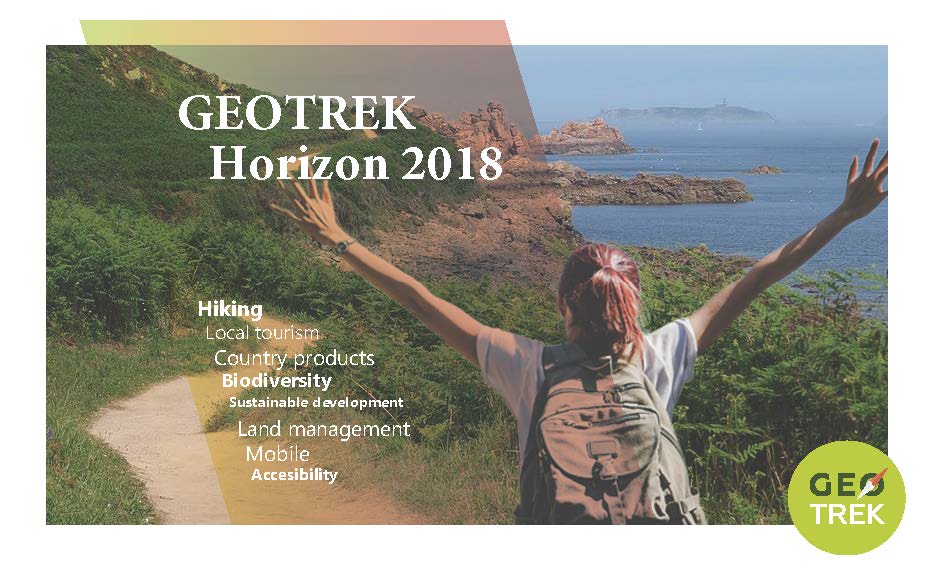 GEOTREK
Horizon 2018
Hiking
Local tourism
Country products
Biodiversity
Sustainable development
Land management
Mobile
Accesibility
GEO
TREK